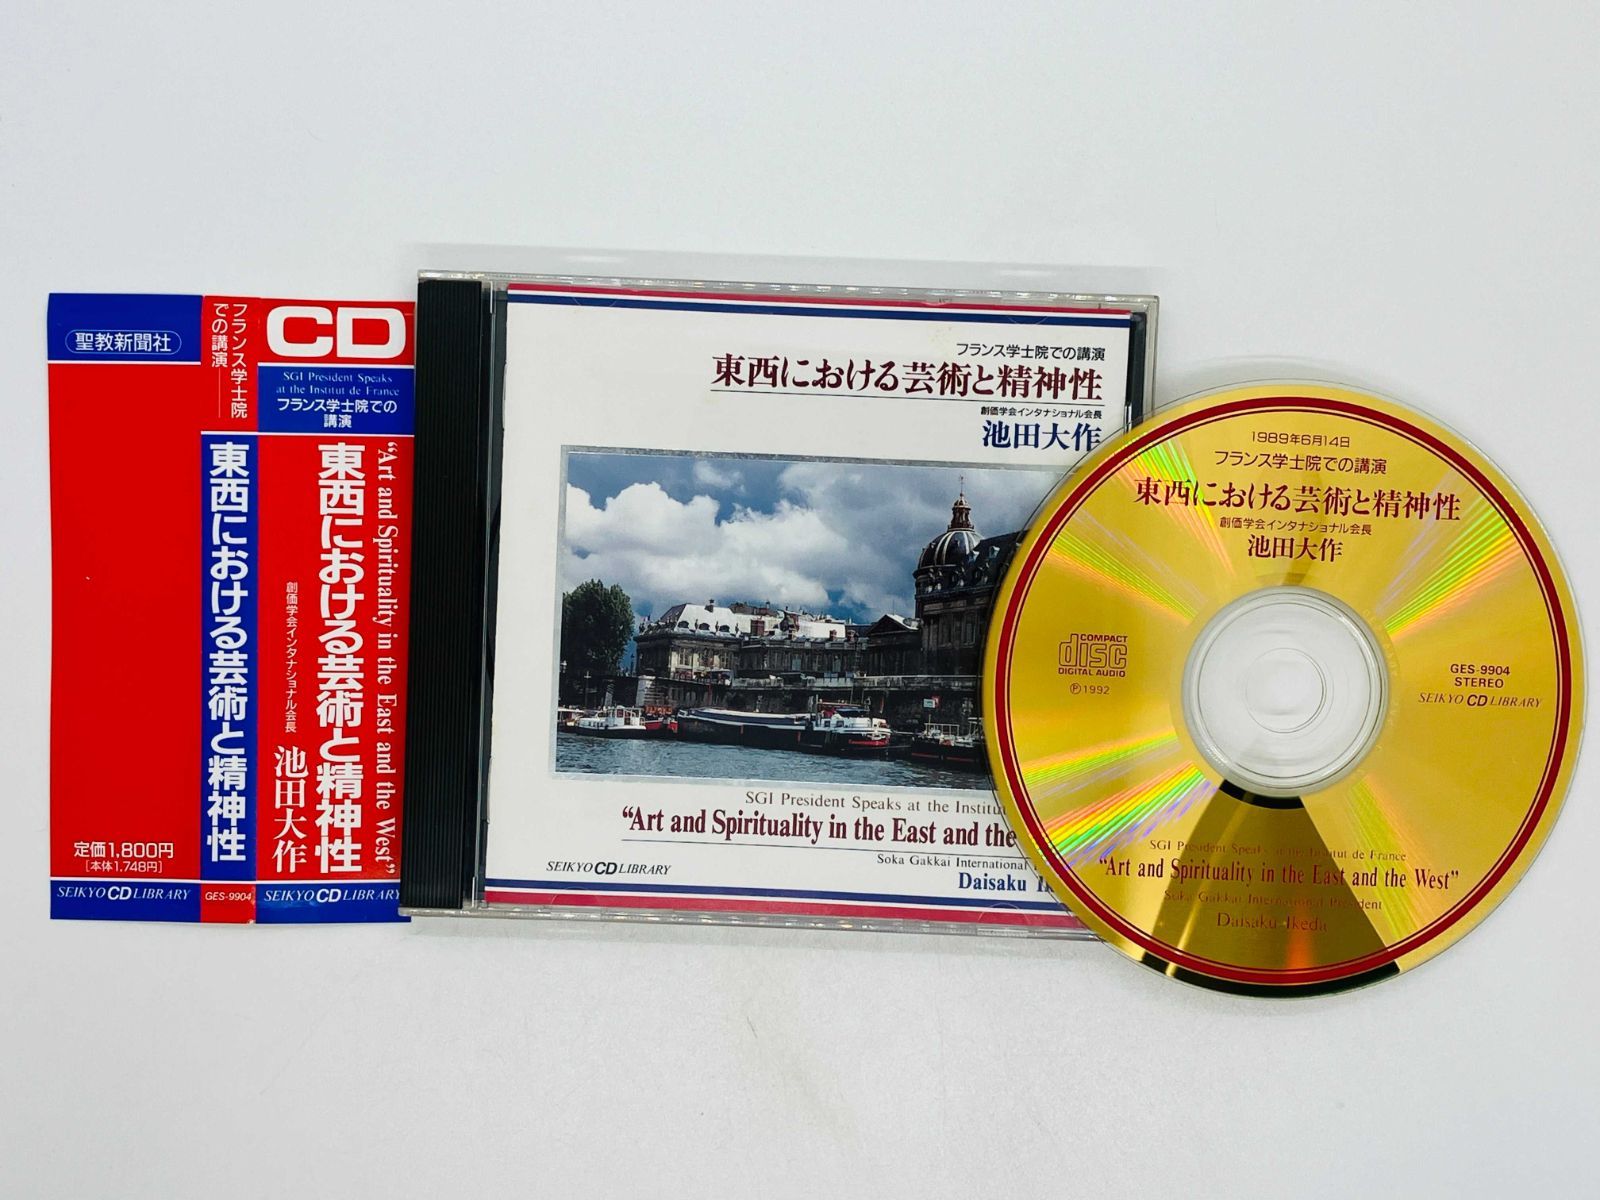 聖教新聞社
定価1,800円
[本体1,748円]
SEIKYO CD LIBRARY
フランス学士院
での講演
東西における芸術と精神性
GES-9904
CD
SGI President Speaks
at the Institut de France
フランス学士院での
講演
"Art and Spirituality in the East and the West"
東西における芸術と精神性
創価学会インタナショナル会長
池田大作
SEIKYO CD LIBRARY
フランス学士院での講演
東西における芸術と精神性
創価学会インタナショナル会長
池田大作
SGI President Speaks at the Institu
"Art and Spirituality in the East and the
Soka Gakkai International
Daisaku
SEIKYO CD LIBRARY
1989年6月14日
フランス学士院での講演
東西における芸術と精神性
創価学会インタナショナル会長
池田大作
COMPACT
disc
DIGITAL AUDIO
Ⓟ1992
GES-9904
STEREO
SEIKYO CD LIBRARY
SGI President Speaks at the Institut de France
"Art and Spirituality in the East and the West"
Soka Gakkai International President
Daisaku Ikeda